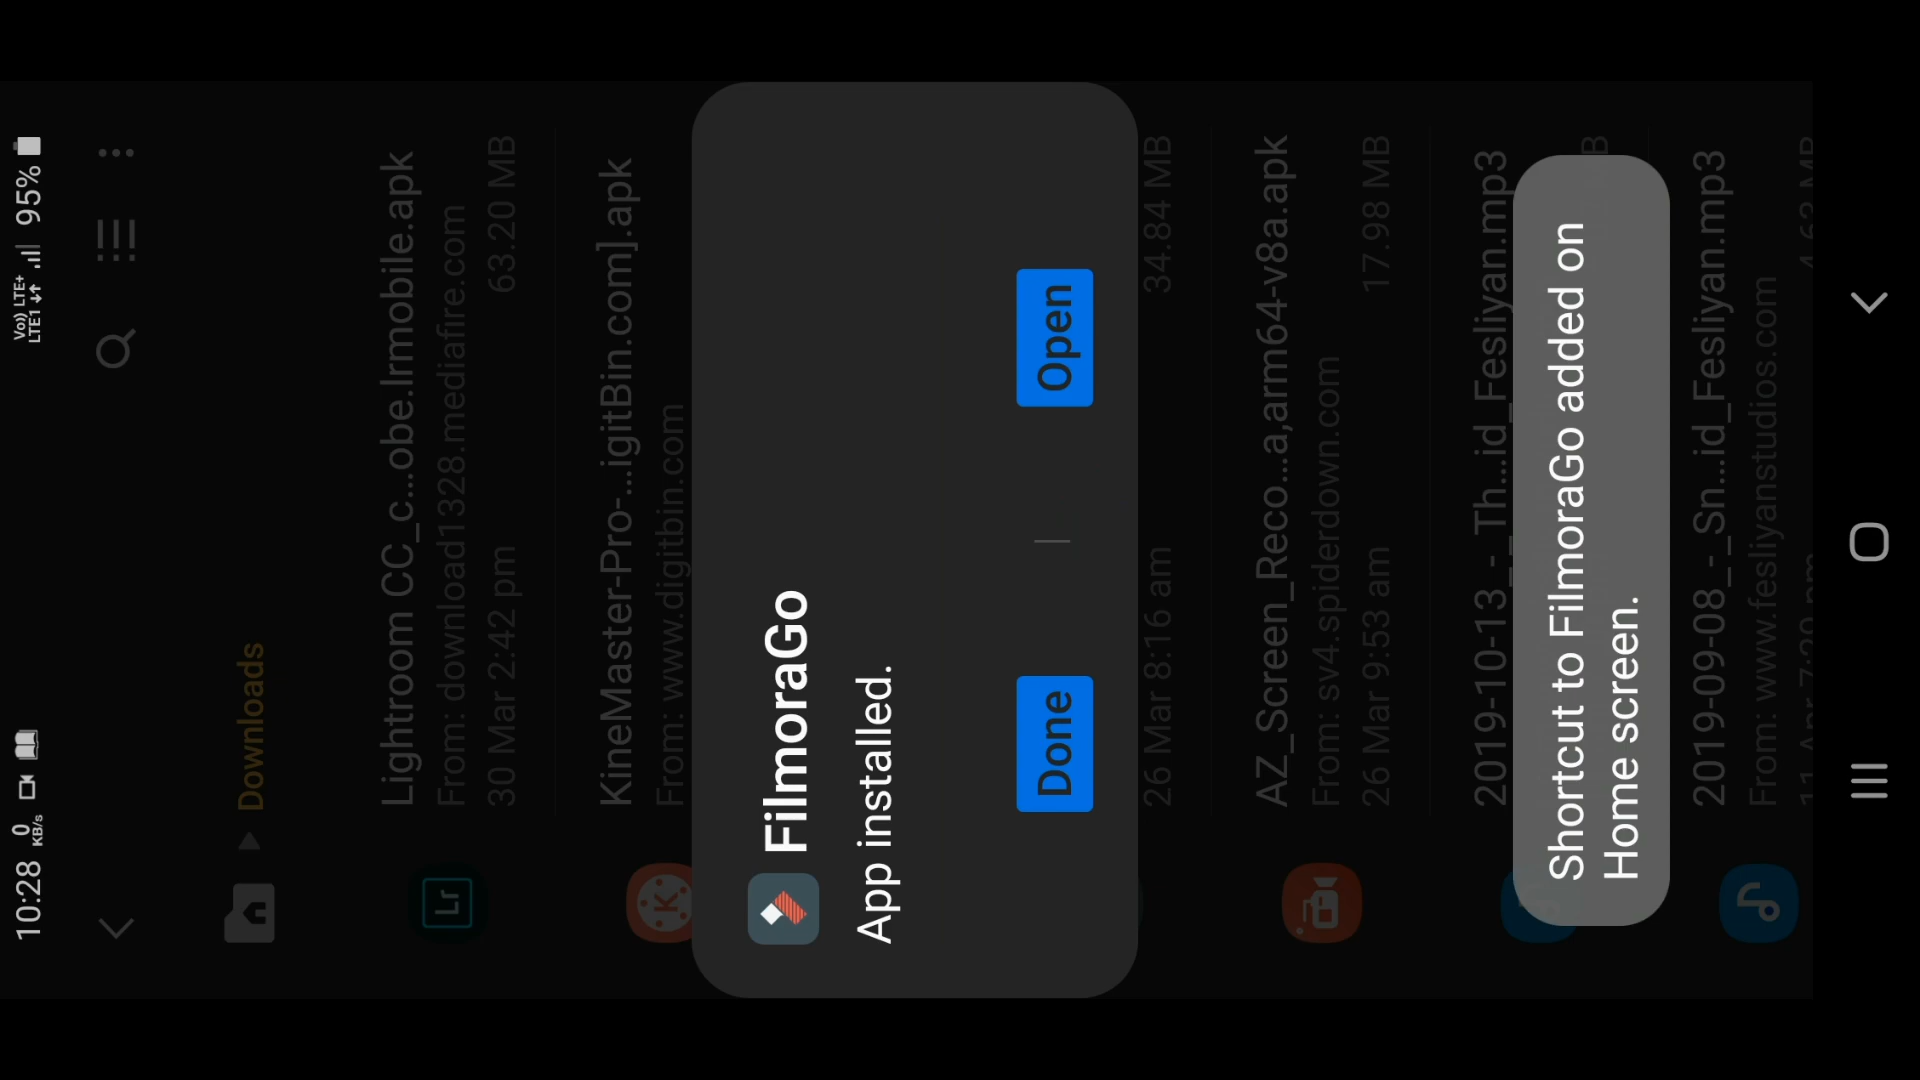 10:28 0 KB/s Vo)) LTE+ LTE1 95%
Downloads
Lightroom CC_c...obe.lrmobile.apk
From: download1328.mediafire.com
30 Mar 2:42 pm 63.20 MB
KineMaster-Pro-...igitBin.com].apk
From: www.digitbin.com
FilmoraGo
App installed.
Done Open
26 Mar 8:16 am 34.84 MB
AZ_Screen_Reco...a,arm64-v8a.apk
From: sv4.spiderdown.com
26 Mar 9:53 am 17.98 MB
2019-10-13_-_Th...id_Fesliyan.mp3
Shortcut to FilmoraGo added on
Home screen.
2019-09-08_-_Sn...id_Fesliyan.mp3
From: www.fesliyanstudios.com